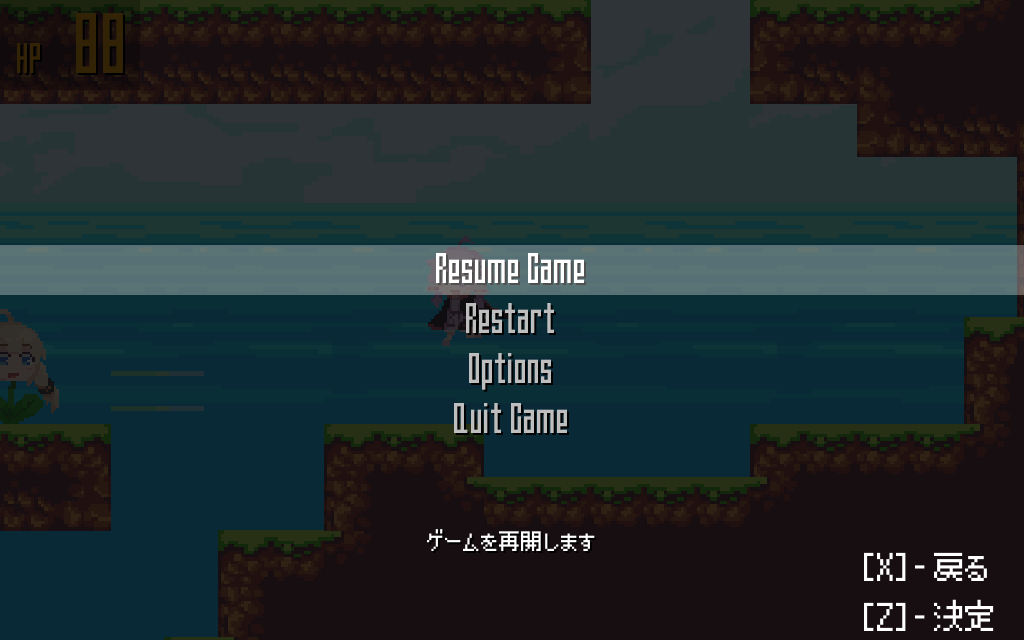 HP 88
Resume Game
Restart
Options
Quit Game
ゲームを再開します
[X] - 戻る
[Z] - 決定